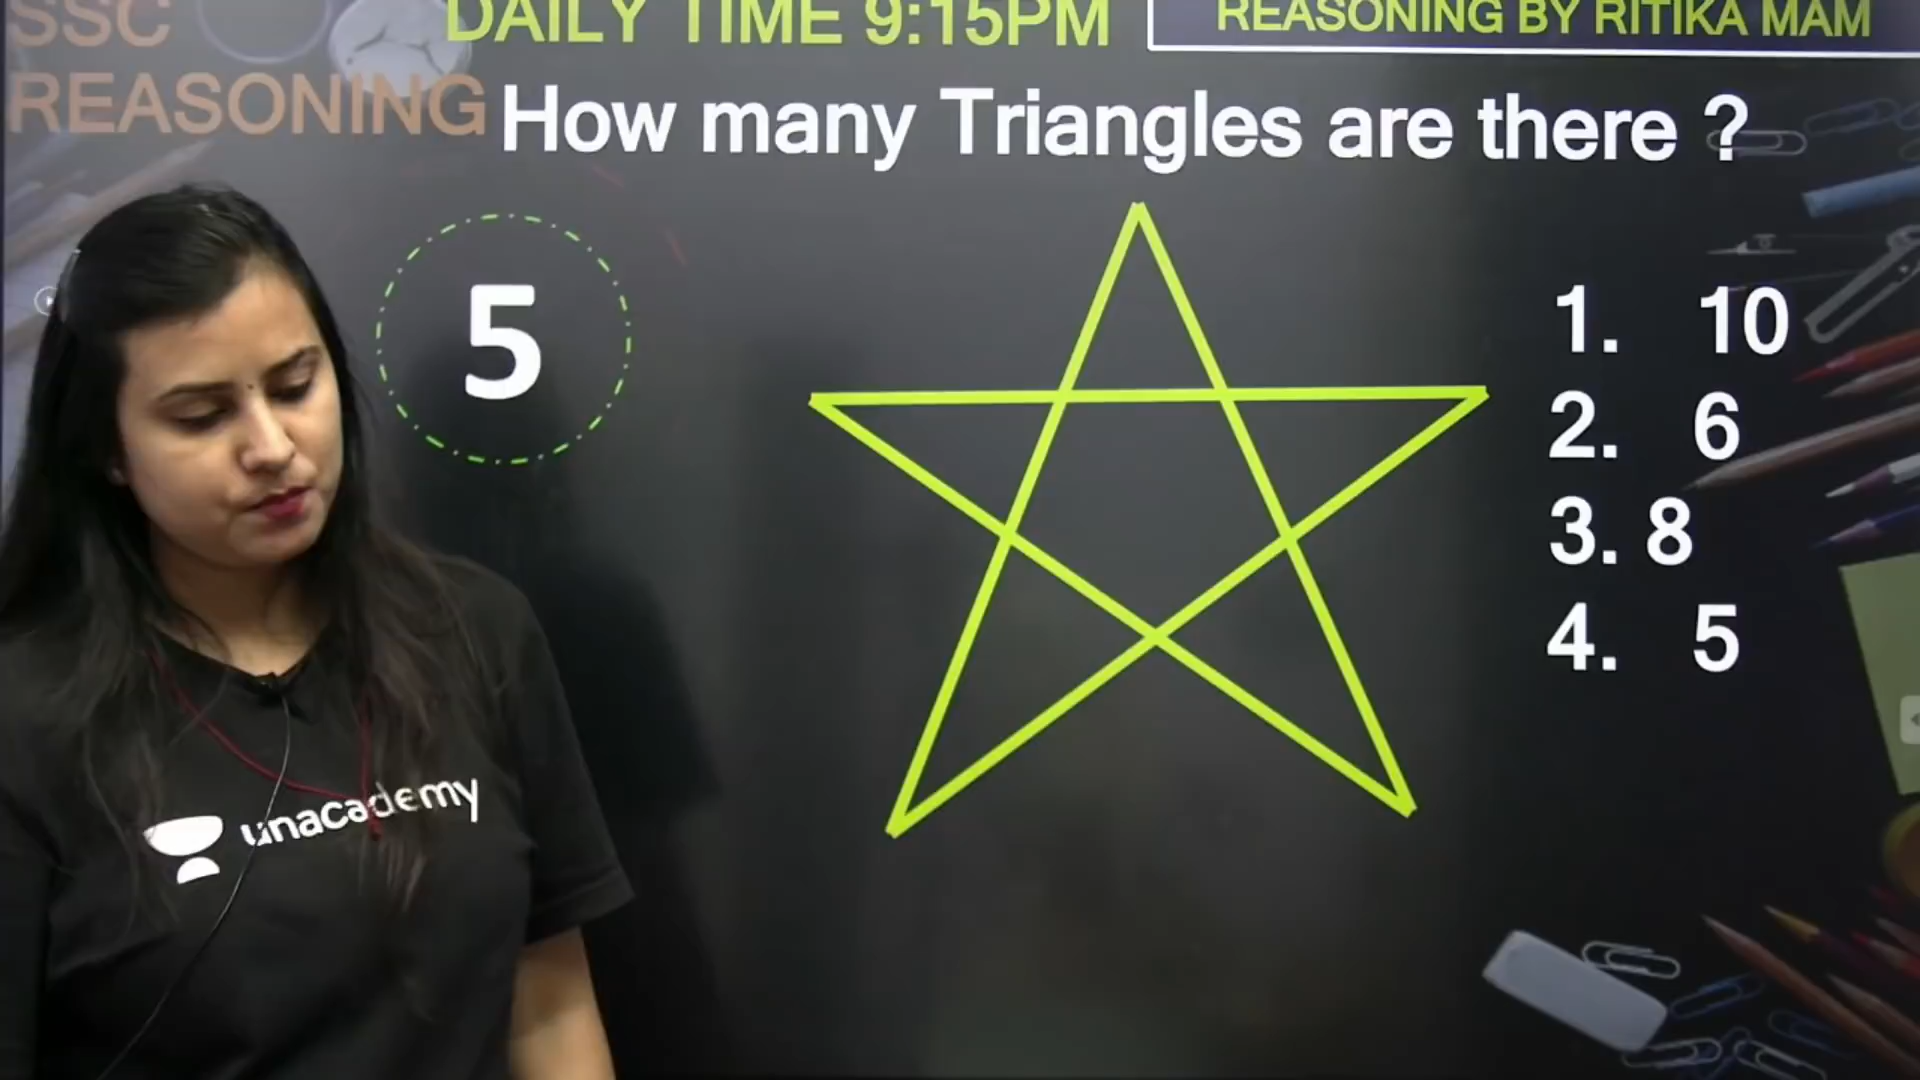 SSC
REASONING
DAILY TIME 9:15PM
REASONING BY RITIKA MAM
How many Triangles are there ?
5
1. 10
2. 6
3. 8
4. 5
unacademy